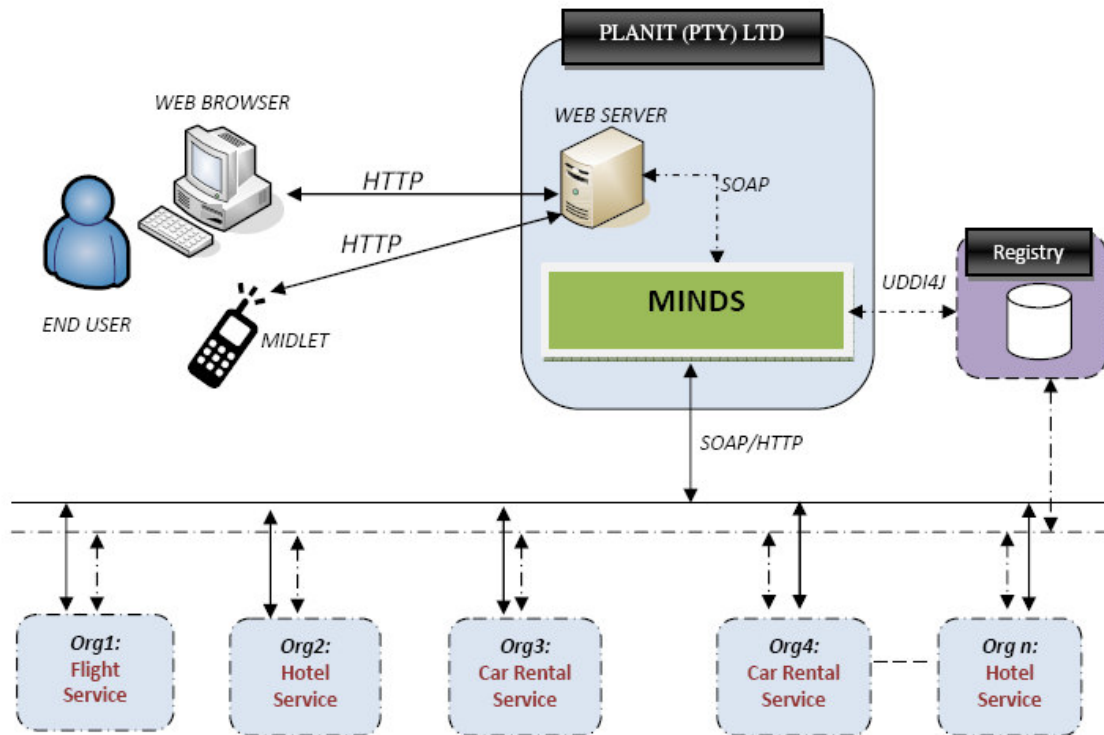 PLANIT (PTY) LTD
WEB BROWSER
WEB SERVER
HTTP
SOAP
HTTP
Registry
UDDI4J
MINDS
END USER
MIDLET
SOAP/HTTP
Org1:
Flight
Service
Org2:
Hotel
Service
Org3:
Car Rental
Service
Org4:
Car Rental
Service
Org n:
Hotel
Service